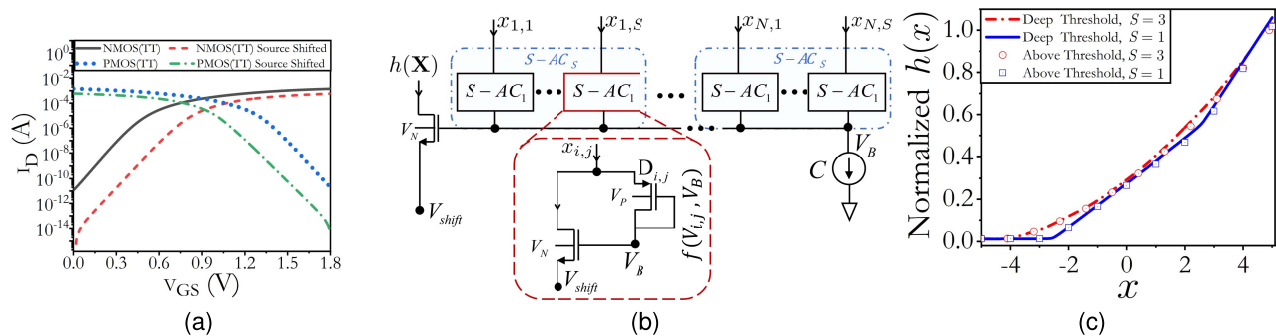 NMOS(TT)
NMOS(TT) Source Shifted
PMOS(TT)
PMOS(TT) Source Shifted
10⁰
10⁻²
10⁻⁴
10⁻⁶
10⁻⁸
10⁻¹⁰
10⁻¹²
10⁻¹⁴
I_D (A)
0.0 0.3 0.6 0.9 1.2 1.5 1.8
V_GS (V)
(a)
x_{1,1} x_{1,S} x_{N,1} x_{N,S}
h(X)
S−AC_S S−AC_S
S−AC_1 S−AC_1 S−AC_1 S−AC_1
V_N
V_B
C
V_shift
x_{i,j}
D_{i,j}
V_P
f(V_{i,j}, V_B)
V_N
V_B
V_shift
(b)
Deep Threshold, S = 3
Deep Threshold, S = 1
Above Threshold, S = 3
Above Threshold, S = 1
Normalized h(x)
1.0
0.8
0.6
0.4
0.2
0.0
-4 -2 0 2 4
x
(c)